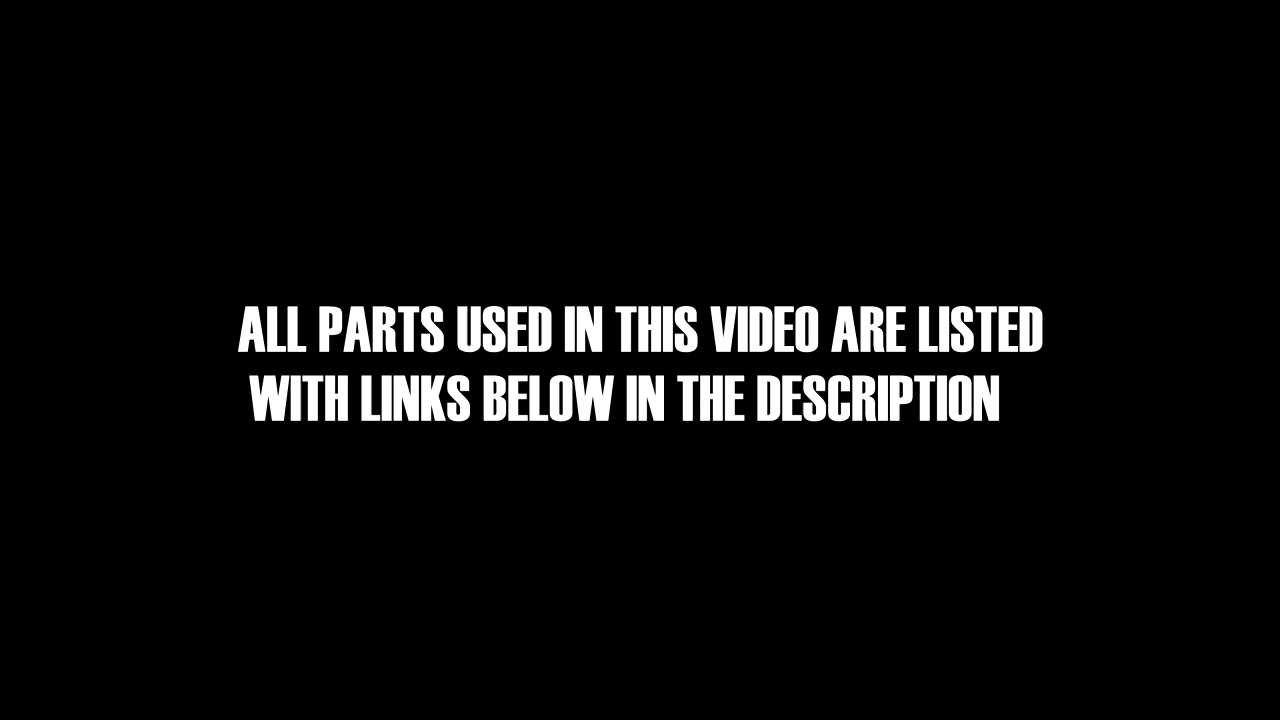 ALL PARTS USED IN THIS VIDEO ARE LISTED
WITH LINKS BELOW IN THE DESCRIPTION